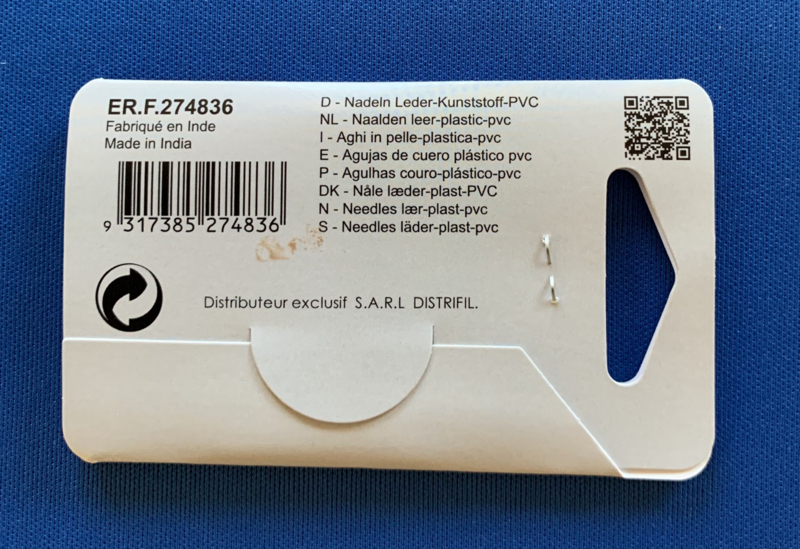 ER.F.274836
Fabriqué en Inde
Made in India
9 317385 274836
D - Nadeln Leder-Kunststoff-PVC
NL - Naalden leer-plastic-pvc
I - Aghi in pelle-plastica-pvc
E - Agujas de cuero plástico pvc
P - Agulhas couro-plástico-pvc
DK - Nåle læder-plast-PVC
N - Needles lær-plast-pvc
S - Needles läder-plast-pvc
Distributeur exclusif S.A.R.L DISTRIFIL.